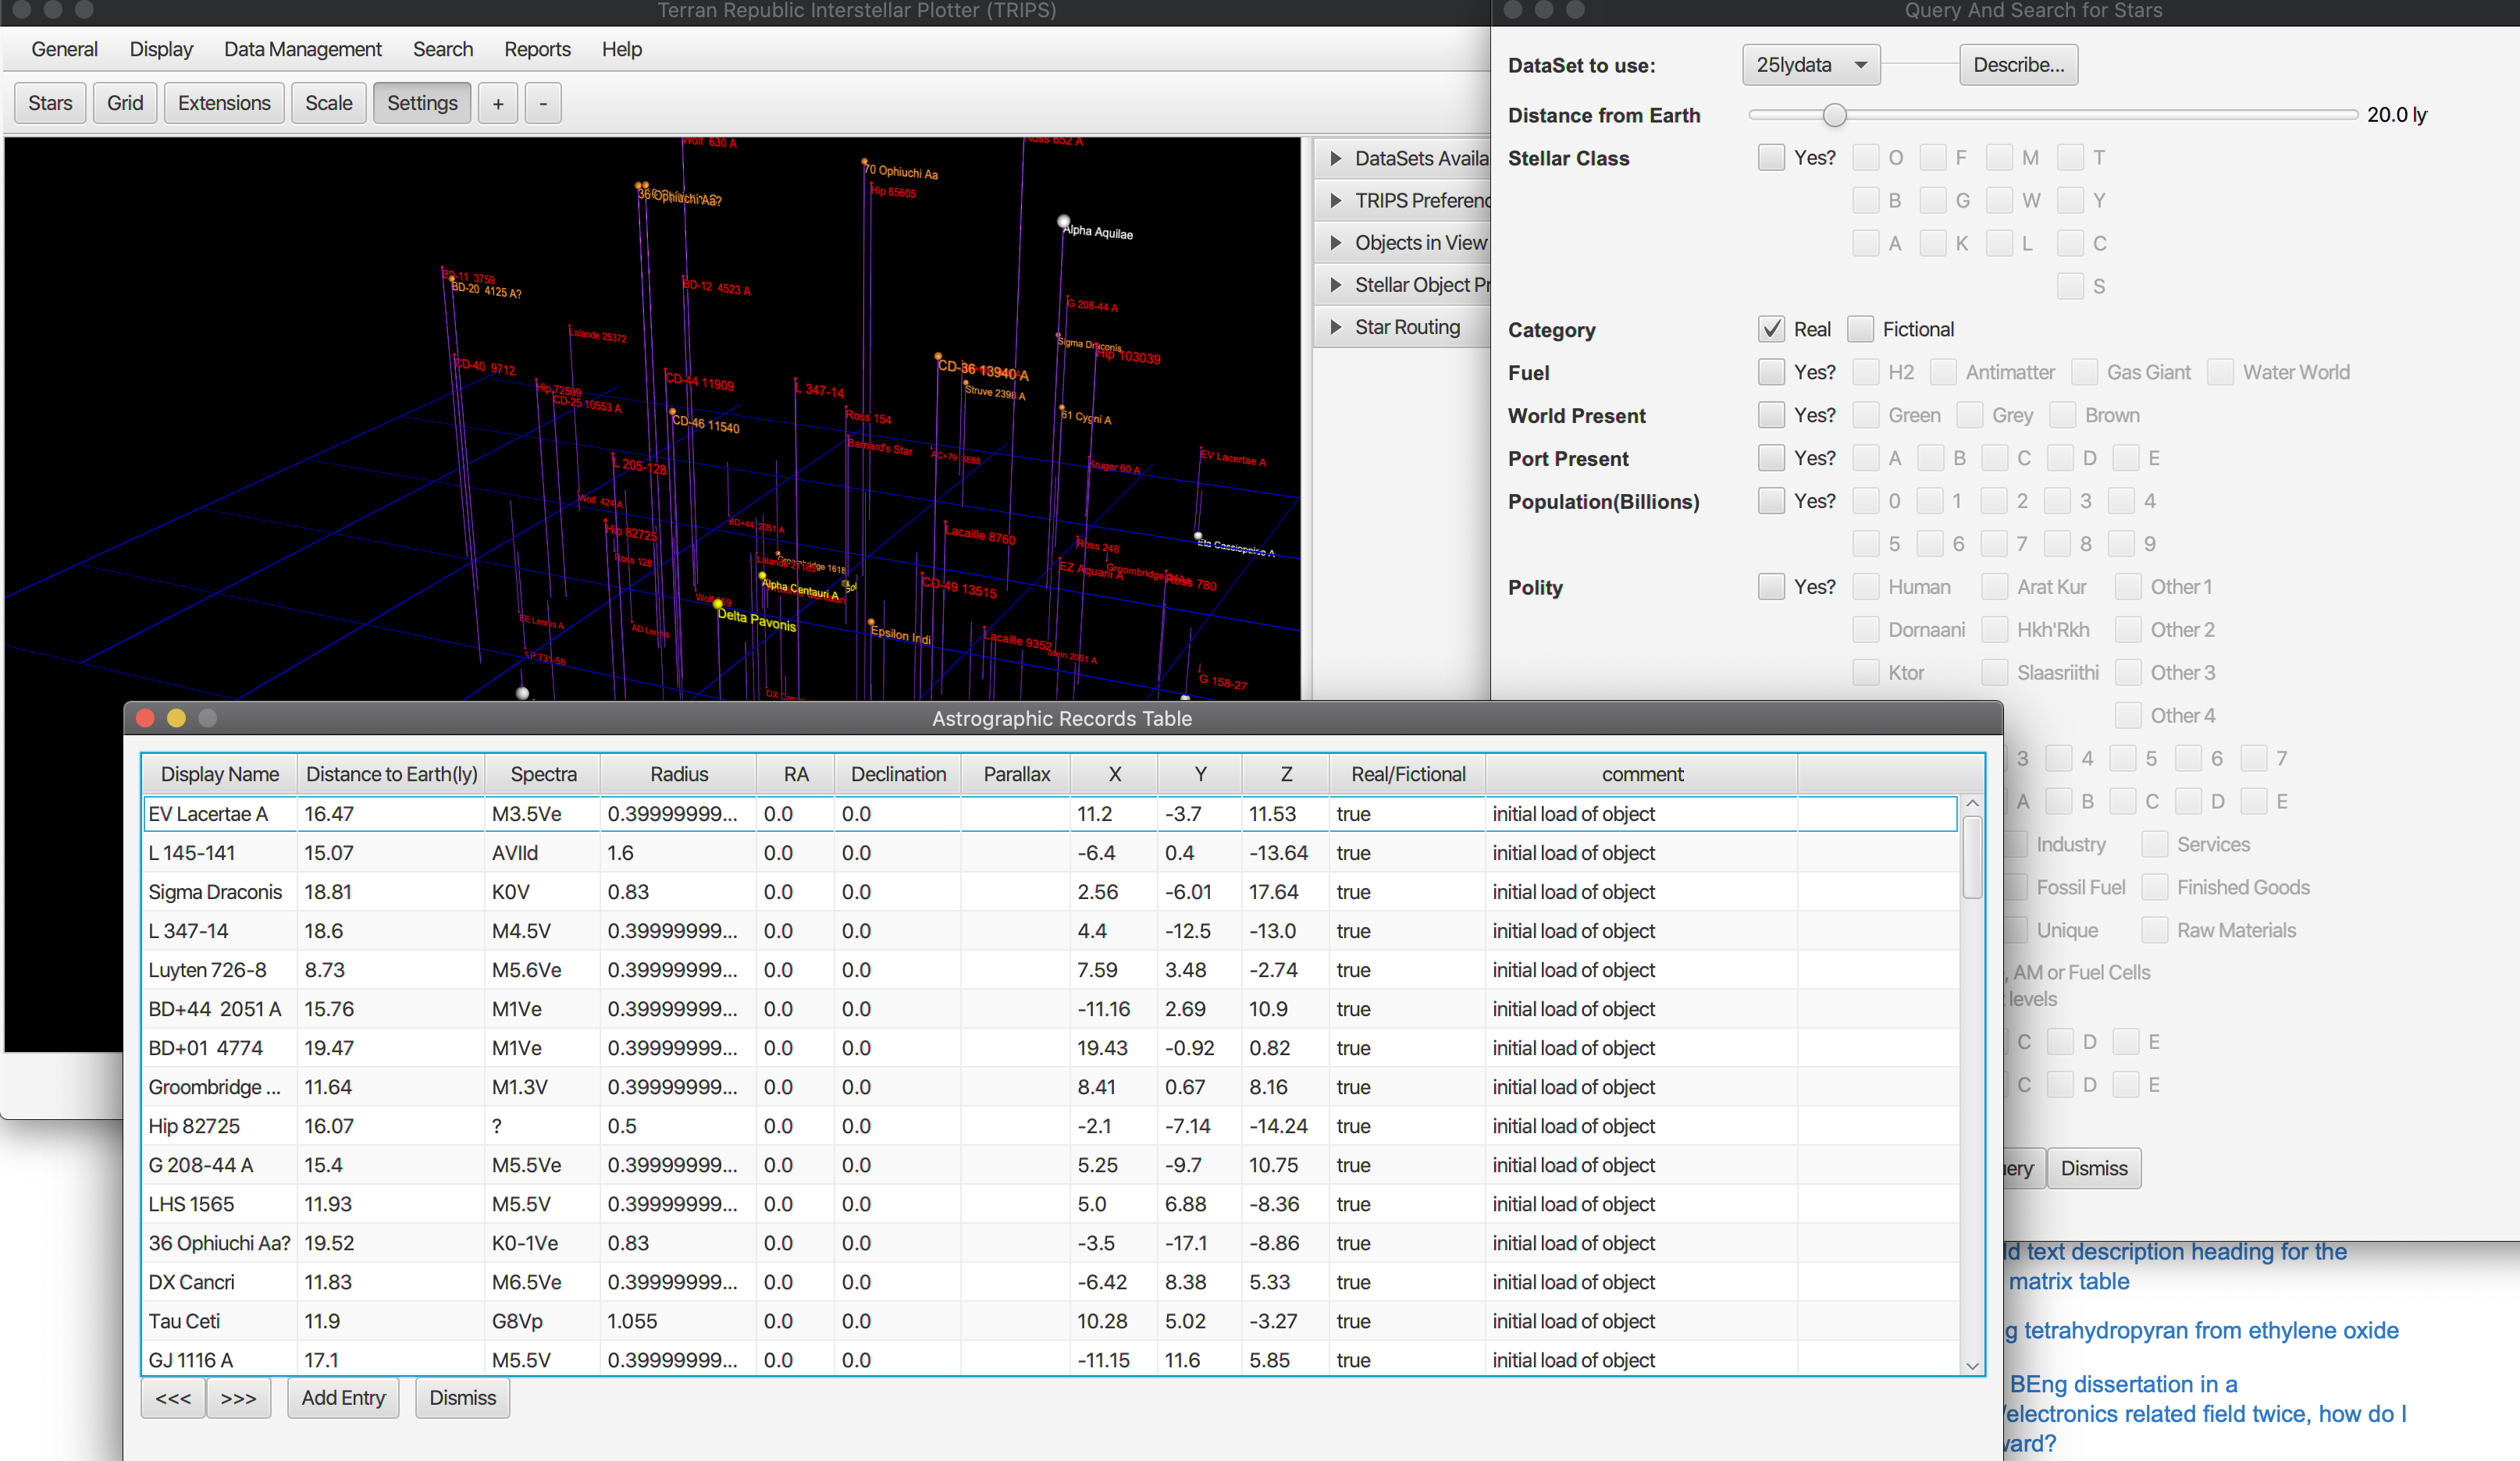 Terran Republic Interstellar Plotter (TRIPS)
General Display Data Management Search Reports Help
Stars Grid Extensions Scale Settings + -
Wolf 630 A
Ross 652 A
70 Ophiuchi Aa
Hip 85605
36 Ophiuchi Aa?
Alpha Aquilae
BD-11 3759
BD-20 4125 A?
BD-12 4523 A
G 208-44 A
Lalande 25372
Sigma Draconis
Hip 103039
CD-40 9712
CD-44 11909
CD-36 13940 A
L 347-14
Hip 72509
CD-25 10553 A
Struve 2398 A
CD-46 11540
Ross 154
61 Cygni A
Barnard's Star
AC+79 3888
Kruger 60 A
EV Lacertae A
L 205-128
Wolf 424 A
BD+44 2051 A
Hip 82725
Lacaille 8760
Ross 248
Eta Cassiopeiae A
Ross 128
Groombridge 1618
EZ Aquarii A
Ross 780
Alpha Centauri A
Sol
CD-49 13515
Delta Pavonis
EE Leonis A
AD Leonis
Epsilon Indi
Lacaille 9352
Stein 2051 A
LP 731-58
G 158-27
DX Cancri
DataSets Availa
TRIPS Preferenc
Objects in View
Stellar Object Pr
Star Routing
Query And Search for Stars
DataSet to use: 25lydata Describe...
Distance from Earth 20.0 ly
Stellar Class Yes? O F M T
B G W Y
A K L C
S
Category Real Fictional
Fuel Yes? H2 Antimatter Gas Giant Water World
World Present Yes? Green Grey Brown
Port Present Yes? A B C D E
Population(Billions) Yes? 0 1 2 3 4
5 6 7 8 9
Polity Yes? Human Arat Kur Other 1
Dornaani Hkh'Rkh Other 2
Ktor Slaasriithi Other 3
Other 4
3 4 5 6 7
A B C D E
Industry Services
Fossil Fuel Finished Goods
Unique Raw Materials
, AM or Fuel Cells
levels
C D E
C D E
ery Dismiss
Astrographic Records Table
Display Name Distance to Earth(ly) Spectra Radius RA Declination Parallax X Y Z Real/Fictional comment
EV Lacertae A 16.47 M3.5Ve 0.39999999... 0.0 0.0 11.2 -3.7 11.53 true initial load of object
L 145-141 15.07 AVIId 1.6 0.0 0.0 -6.4 0.4 -13.64 true initial load of object
Sigma Draconis 18.81 K0V 0.83 0.0 0.0 2.56 -6.01 17.64 true initial load of object
L 347-14 18.6 M4.5V 0.39999999... 0.0 0.0 4.4 -12.5 -13.0 true initial load of object
Luyten 726-8 8.73 M5.6Ve 0.39999999... 0.0 0.0 7.59 3.48 -2.74 true initial load of object
BD+44 2051 A 15.76 M1Ve 0.39999999... 0.0 0.0 -11.16 2.69 10.9 true initial load of object
BD+01 4774 19.47 M1Ve 0.39999999... 0.0 0.0 19.43 -0.92 0.82 true initial load of object
Groombridge ... 11.64 M1.3V 0.39999999... 0.0 0.0 8.41 0.67 8.16 true initial load of object
Hip 82725 16.07 ? 0.5 0.0 0.0 -2.1 -7.14 -14.24 true initial load of object
G 208-44 A 15.4 M5.5Ve 0.39999999... 0.0 0.0 5.25 -9.7 10.75 true initial load of object
LHS 1565 11.93 M5.5V 0.39999999... 0.0 0.0 5.0 6.88 -8.36 true initial load of object
36 Ophiuchi Aa? 19.52 K0-1Ve 0.83 0.0 0.0 -3.5 -17.1 -8.86 true initial load of object
DX Cancri 11.83 M6.5Ve 0.39999999... 0.0 0.0 -6.42 8.38 5.33 true initial load of object
Tau Ceti 11.9 G8Vp 1.055 0.0 0.0 10.28 5.02 -3.27 true initial load of object
GJ 1116 A 17.1 M5.5V 0.39999999... 0.0 0.0 -11.15 11.6 5.85 true initial load of object
<<< >>> Add Entry Dismiss
ld text description heading for the
matrix table
g tetrahydropyran from ethylene oxide
BEng dissertation in a
/electronics related field twice, how do I
ward?